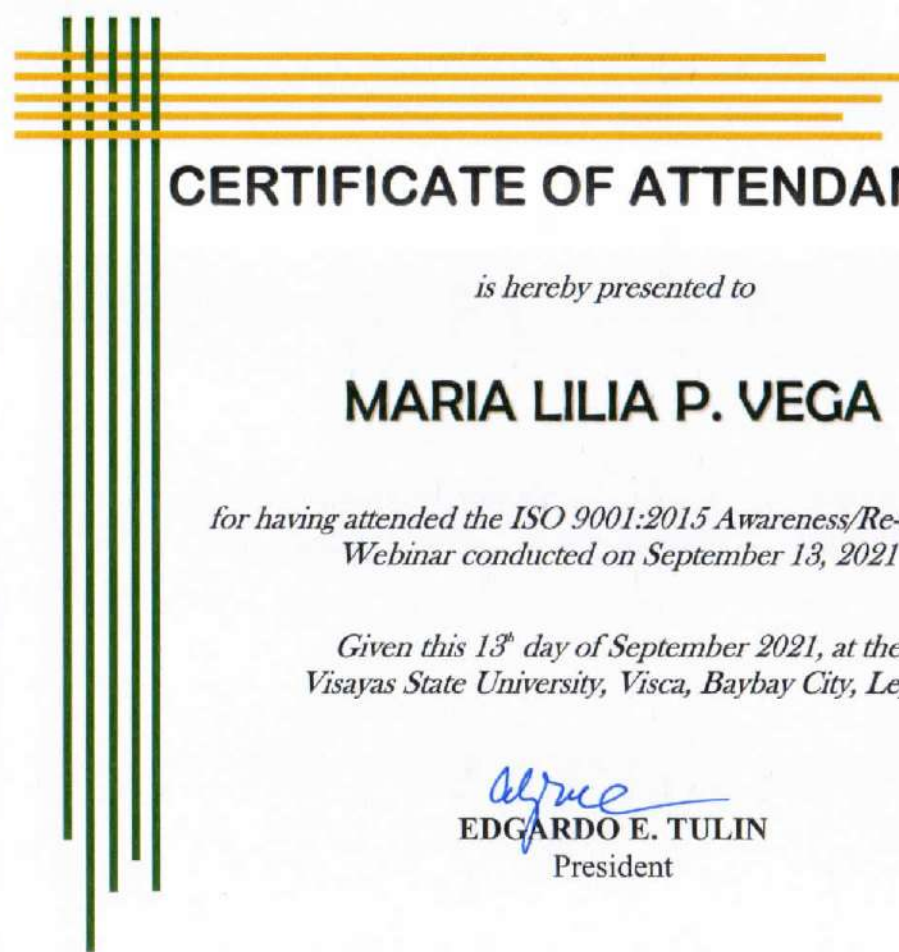 CERTIFICATE OF ATTENDAN
is hereby presented to
MARIA LILIA P. VEGA
for having attended the ISO 9001:2015 Awareness/Re-
Webinar conducted on September 13, 2021
Given this 13th day of September 2021, at the
Visayas State University, Visca, Baybay City, Le
EDGARDO E. TULIN
President